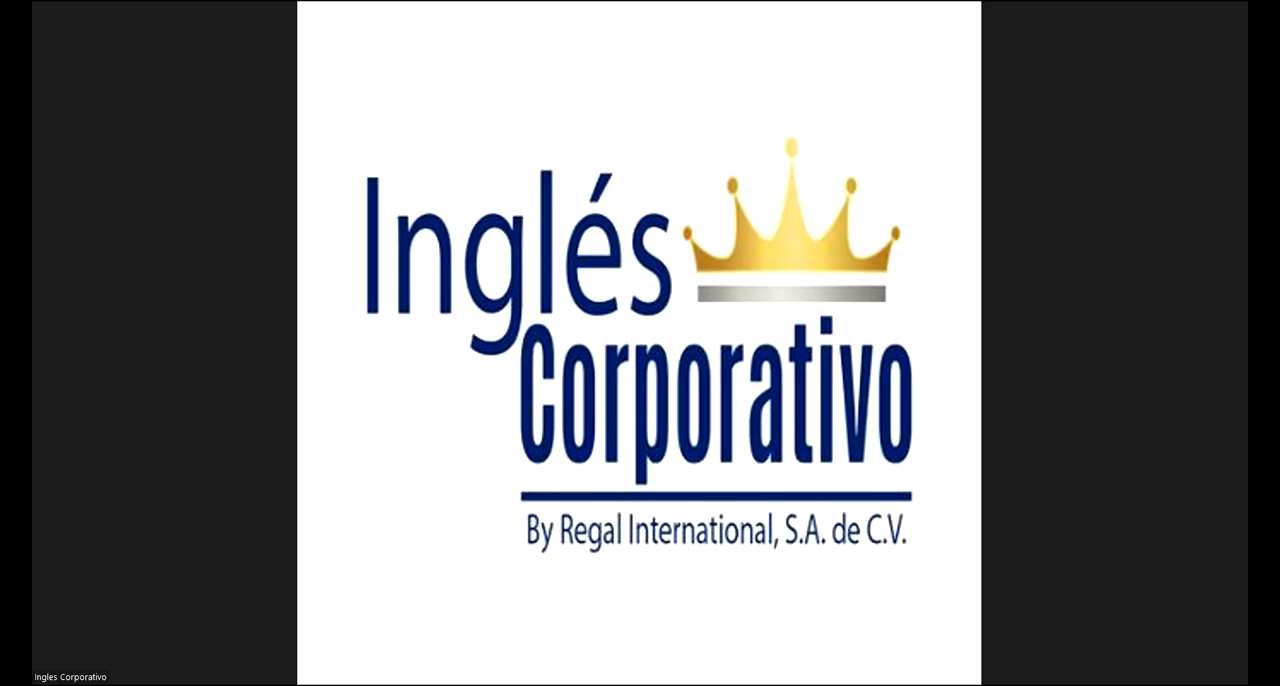 Inglés
Corporativo
By Regal International, S.A. de C.V.
Ingles Corporativo